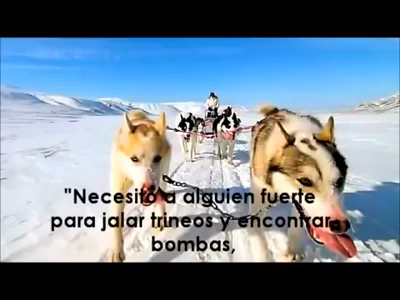 "Necesito a alguien fuerte
para jalar trineos y encontrar
bombas,